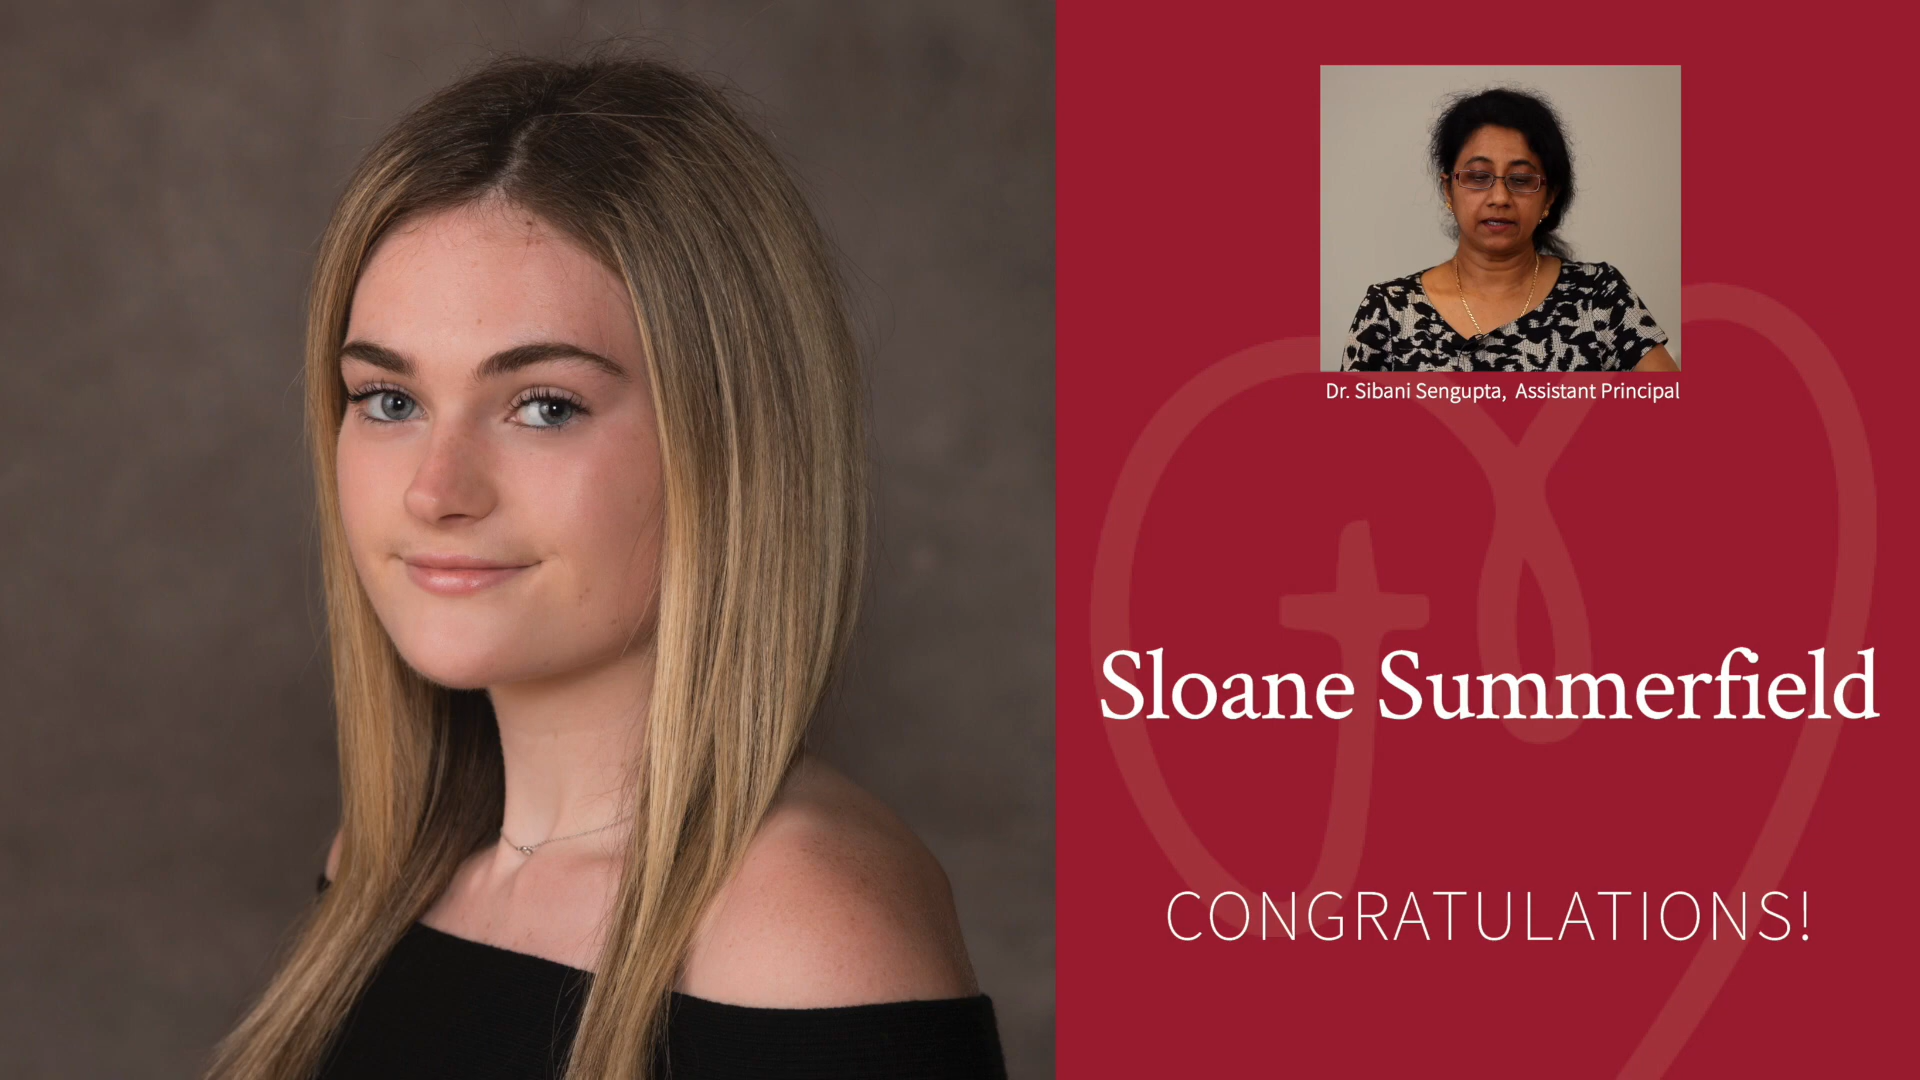 Dr. Sibani Sengupta, Assistant Principal
Sloane Summerfield
CONGRATULATIONS!